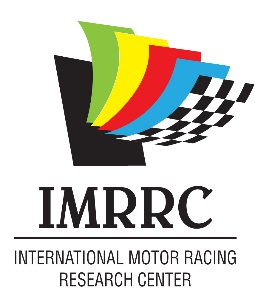 IMRRC
INTERNATIONAL MOTOR RACING
RESEARCH CENTER